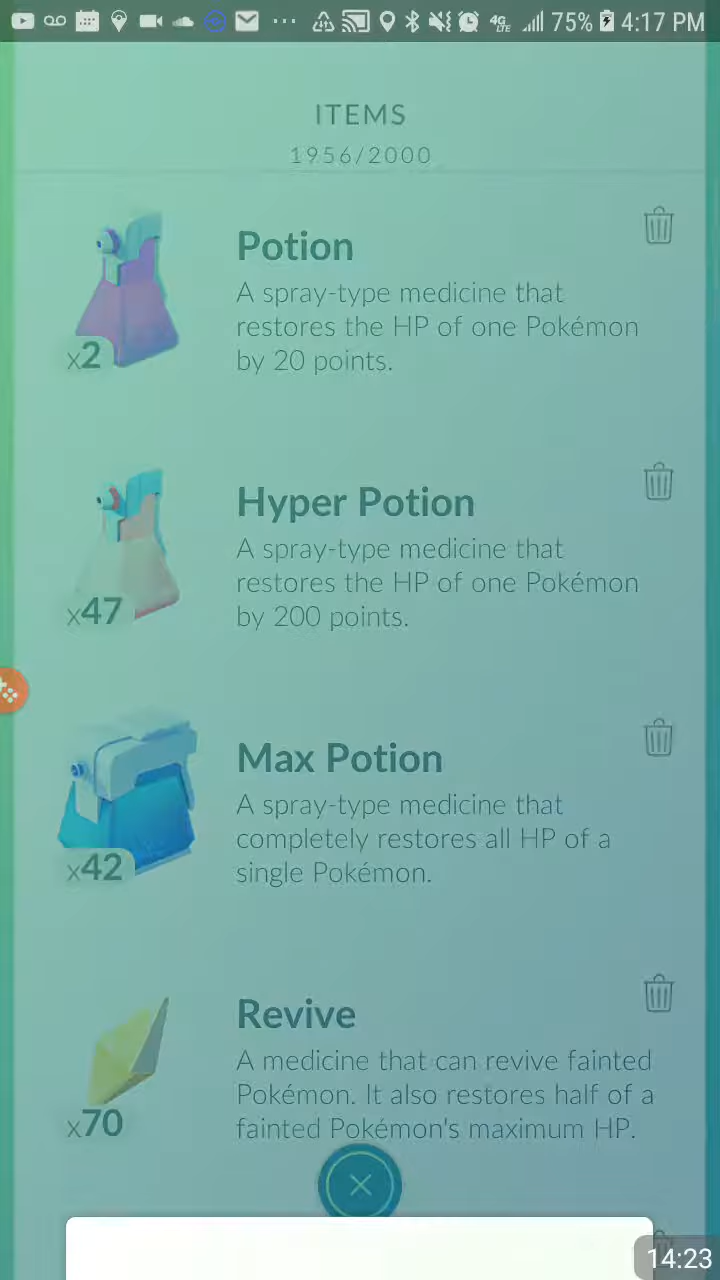 4G LTE 75% 4:17 PM
ITEMS
1956/2000
Potion
A spray-type medicine that
restores the HP of one Pokémon
by 20 points.
x2
Hyper Potion
A spray-type medicine that
restores the HP of one Pokémon
by 200 points.
x47
Max Potion
A spray-type medicine that
completely restores all HP of a
single Pokémon.
x42
Revive
A medicine that can revive fainted
Pokémon. It also restores half of a
fainted Pokémon's maximum HP.
x70
14:23